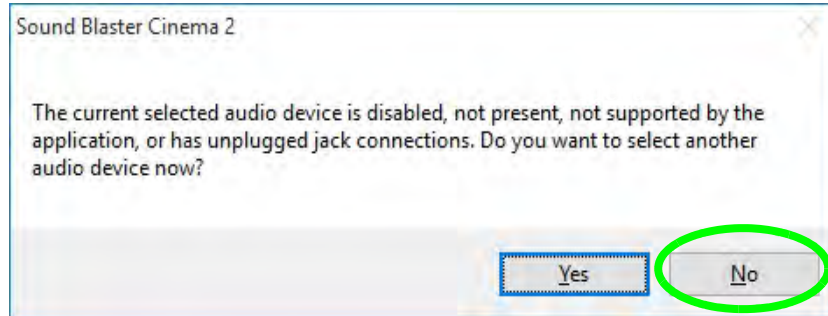 Sound Blaster Cinema 2
The current selected audio device is disabled, not present, not supported by the
application, or has unplugged jack connections. Do you want to select another
audio device now?
Yes
No